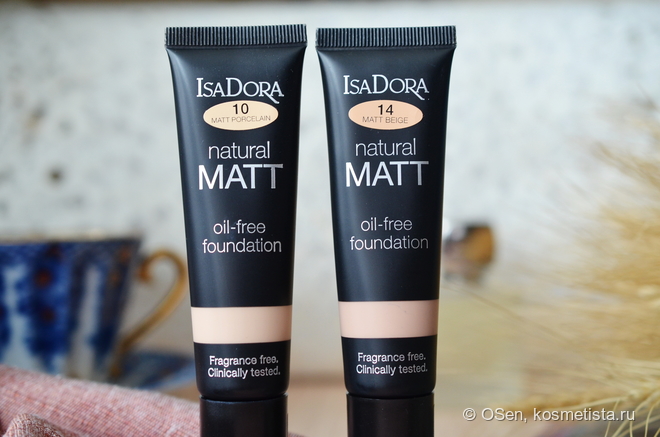 IsaDora
10
MATT PORCELAIN
natural
MATT
oil-free
foundation
Fragrance free.
Clinically tested.
IsaDora
14
MATT BEIGE
natural
MATT
oil-free
foundation
Fragrance free.
Clinically tested.
© OSen, kosmetista.ru